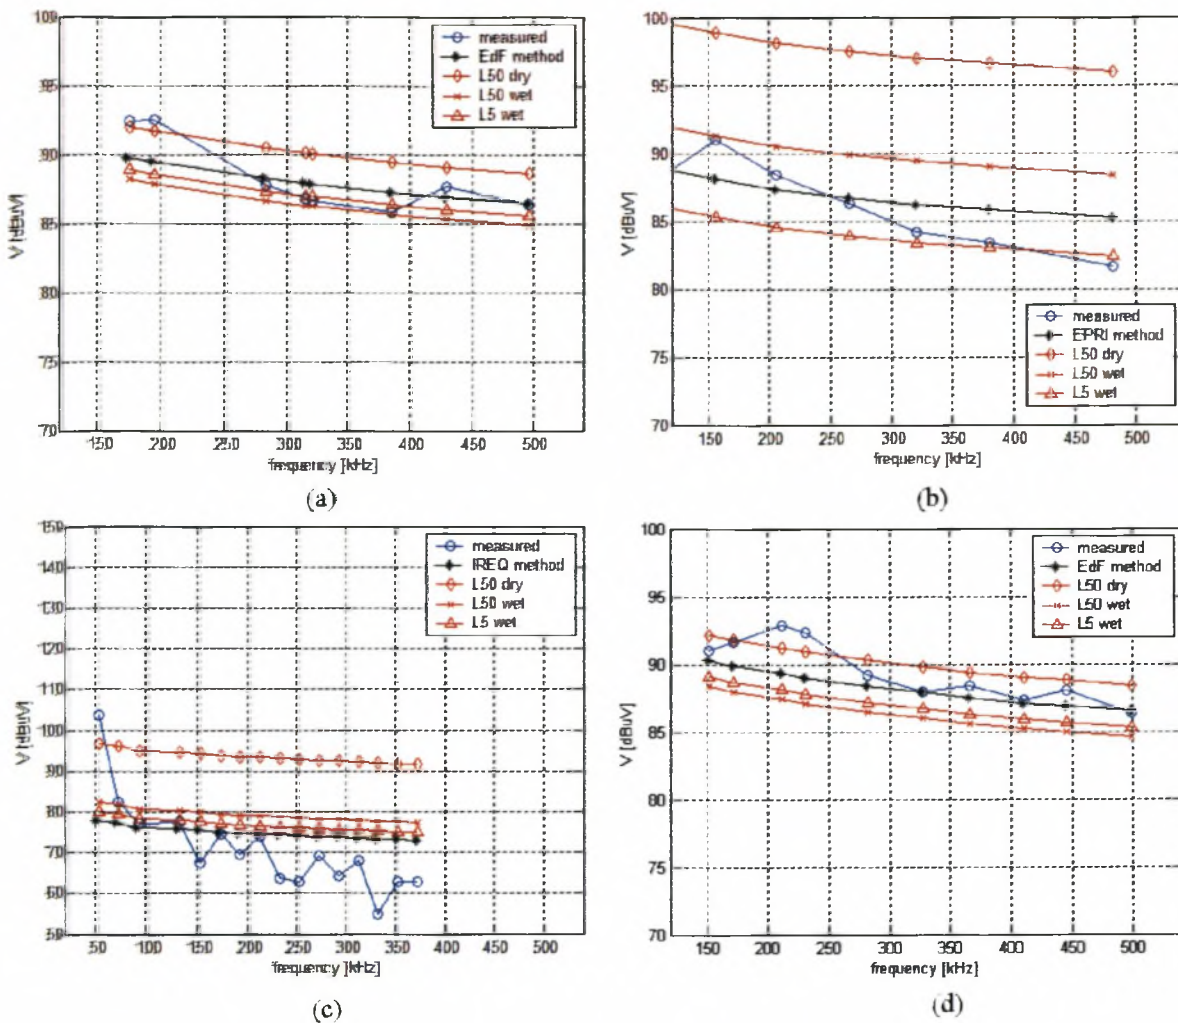 100
95
90
85
80
75
70
V [dBuV]
measured
EdF method
L50 dry
L50 wet
L5 wet
150 200 250 300 350 400 450 500
frequency [kHz]
(a)
100
95
90
85
80
75
70
V [dBuV]
measured
EPRI method
L50 dry
L50 wet
L5 wet
150 200 250 300 350 400 450 500
frequency [kHz]
(b)
150
140
130
120
110
100
90
80
70
60
50
V [dBuV]
measured
IREQ method
L50 dry
L50 wet
L5 wet
50 100 150 200 250 300 350 400 450 500
frequency [kHz]
(c)
100
95
90
85
80
75
70
V [dBuV]
measured
EdF method
L50 dry
L50 wet
L5 wet
150 200 250 300 350 400 450 500
frequency [kHz]
(d)